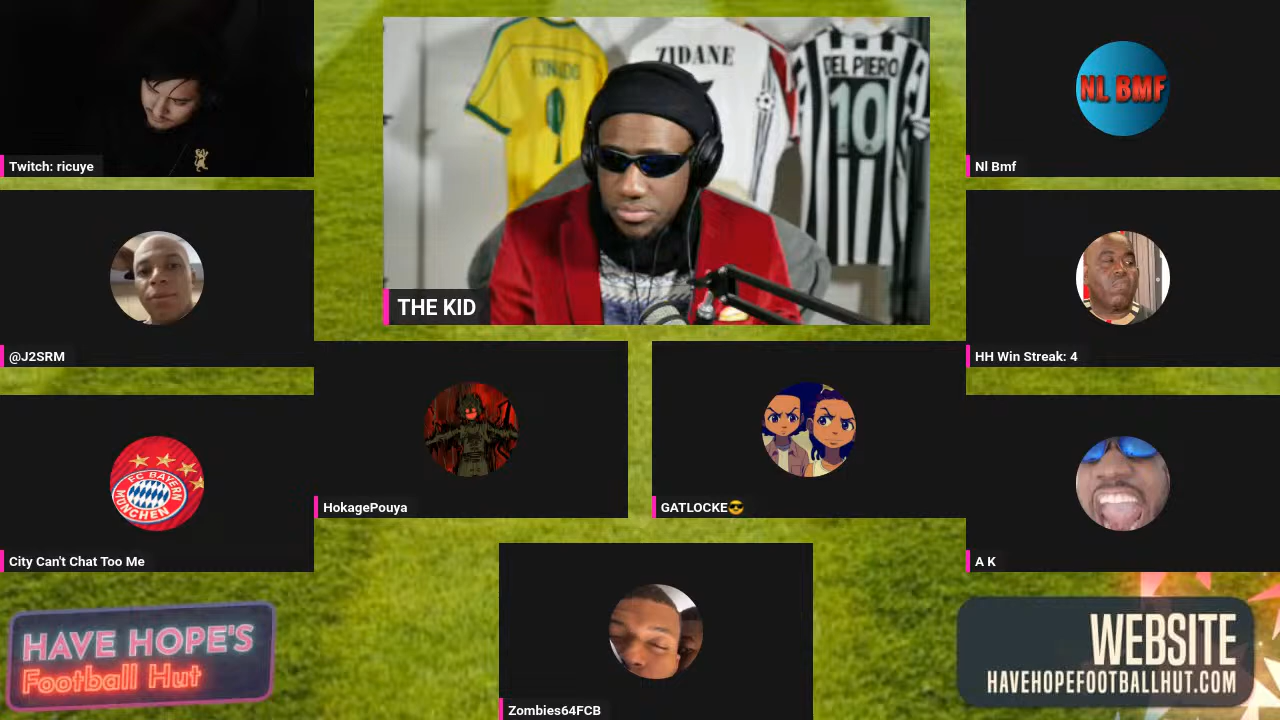 Twitch: ricuye
ZIDANE
DEL PIERO
10
THE KID
NL BMF
Nl Bmf
@J2SRM
HH Win Streak: 4
FC BAYERN
MÜNCHEN
City Can't Chat Too Me
HokagePouya
GATLOCKE😎
A K
Zombies64FCB
HAVE HOPE'S
Football Hut
WEBSITE
HAVEHOPEFOOTBALLHUT.COM